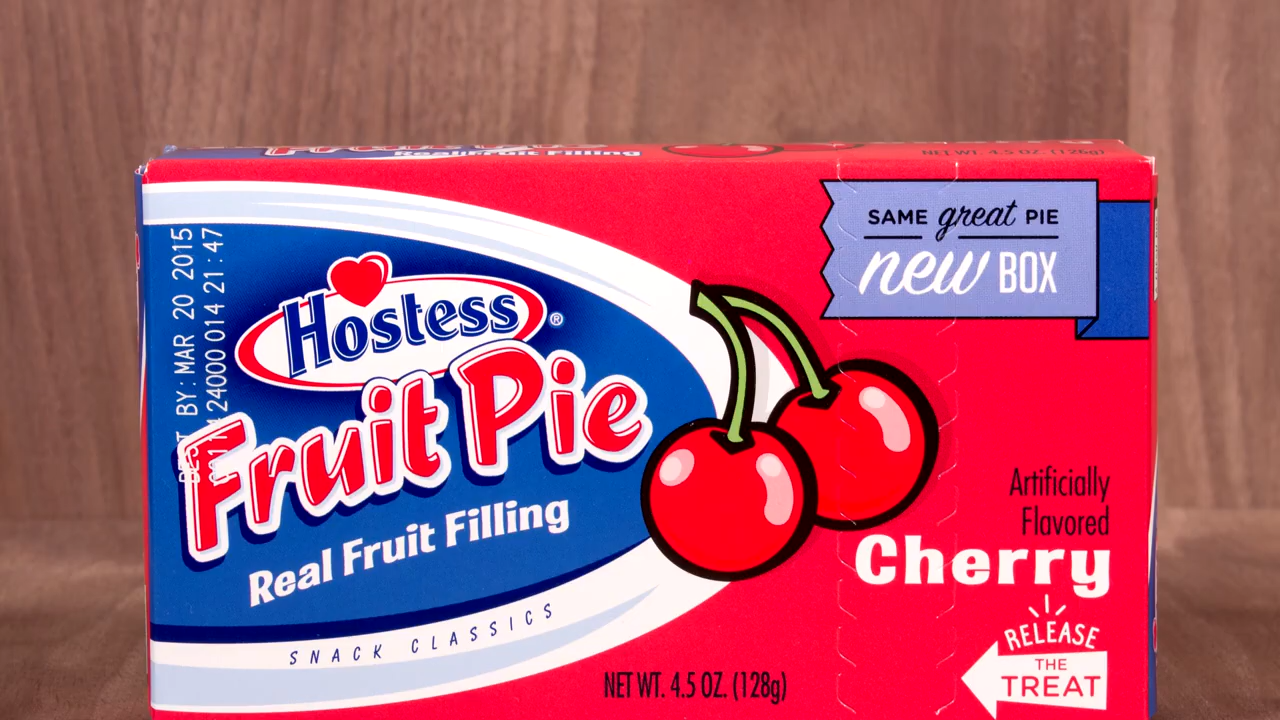 Real Fruit Filling
NET WT. 4.5 OZ. (128g)
SAME great PIE
new BOX
BEST BY: MAR 20 2015
24000 014 21:47
Hostess®
Fruit Pie
Real Fruit Filling
SNACK CLASSICS
Artificially
Flavored
Cherry
RELEASE
THE
TREAT
NET WT. 4.5 OZ. (128g)